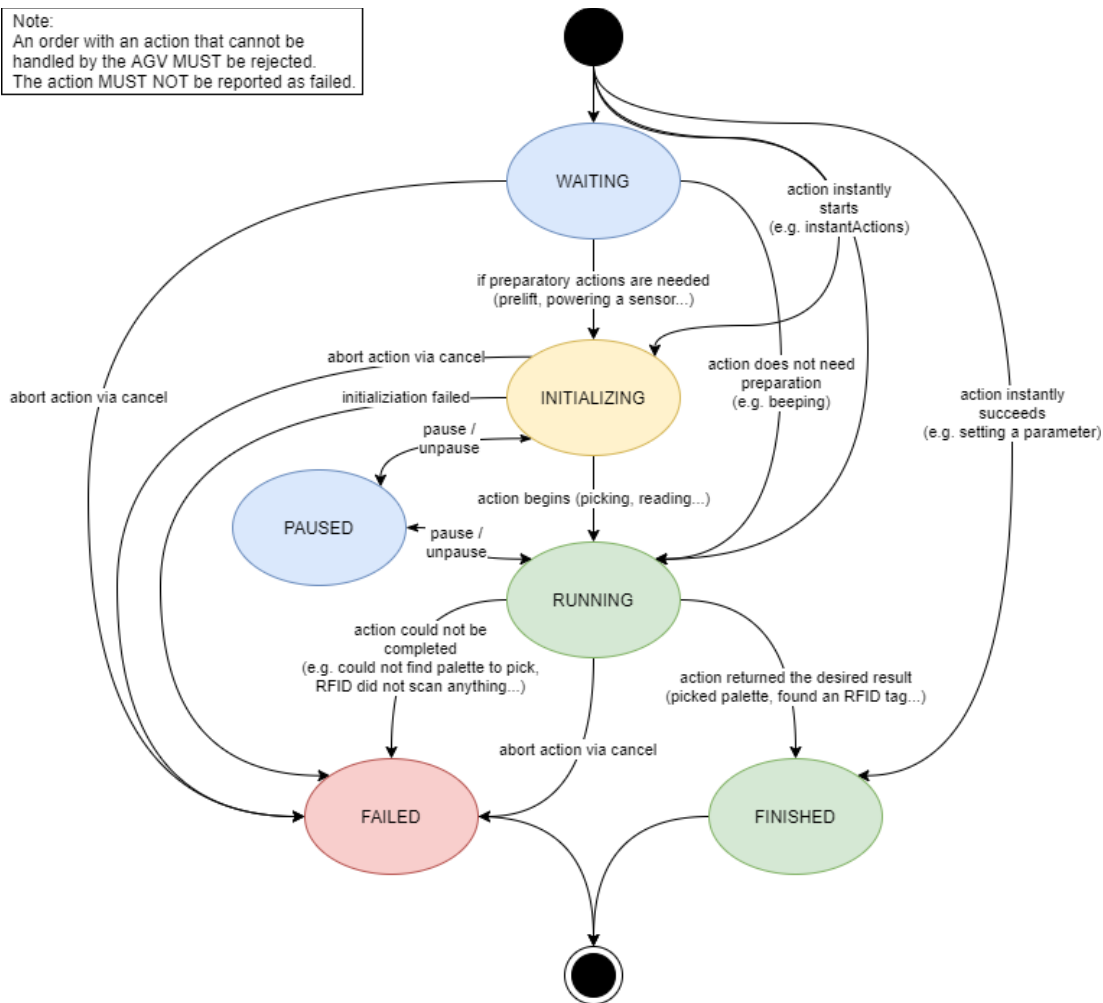 Note:
An order with an action that cannot be
handled by the AGV MUST be rejected.
The action MUST NOT be reported as failed.
WAITING
action instantly
starts
(e.g. instantActions)
if preparatory actions are needed
(prelift, powering a sensor...)
abort action via cancel
action does not need
preparation
(e.g. beeping)
abort action via cancel
initializiation failed
INITIALIZING
action instantly
succeeds
(e.g. setting a parameter)
pause /
unpause
action begins (picking, reading...)
PAUSED
pause /
unpause
RUNNING
action could not be
completed
(e.g. could not find palette to pick,
RFID did not scan anything...)
action returned the desired result
(picked palette, found an RFID tag...)
abort action via cancel
FAILED
FINISHED